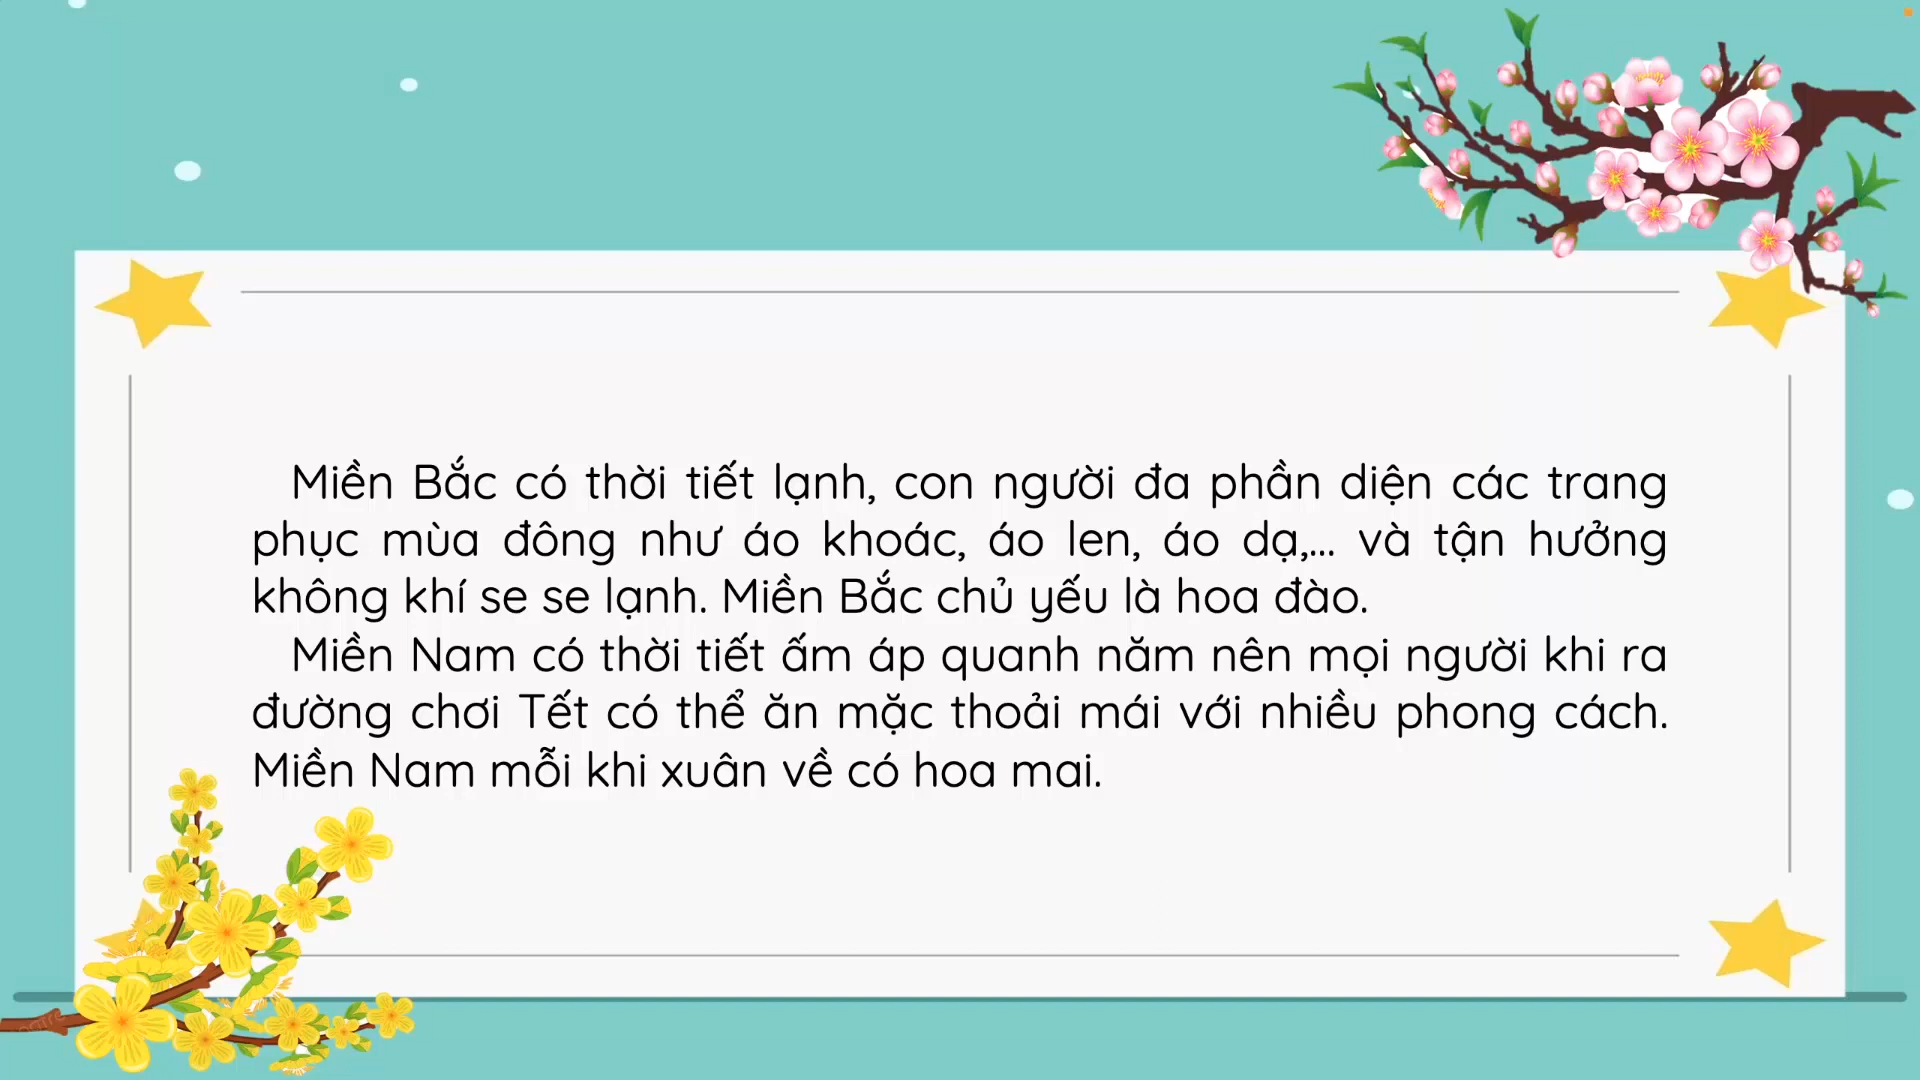 Miền Bắc có thời tiết lạnh, con người đa phần diện các trang
phục mùa đông như áo khoác, áo len, áo dạ,... và tận hưởng
không khí se se lạnh. Miền Bắc chủ yếu là hoa đào.
Miền Nam có thời tiết ấm áp quanh năm nên mọi người khi ra
đường chơi Tết có thể ăn mặc thoải mái với nhiều phong cách.
Miền Nam mỗi khi xuân về có hoa mai.